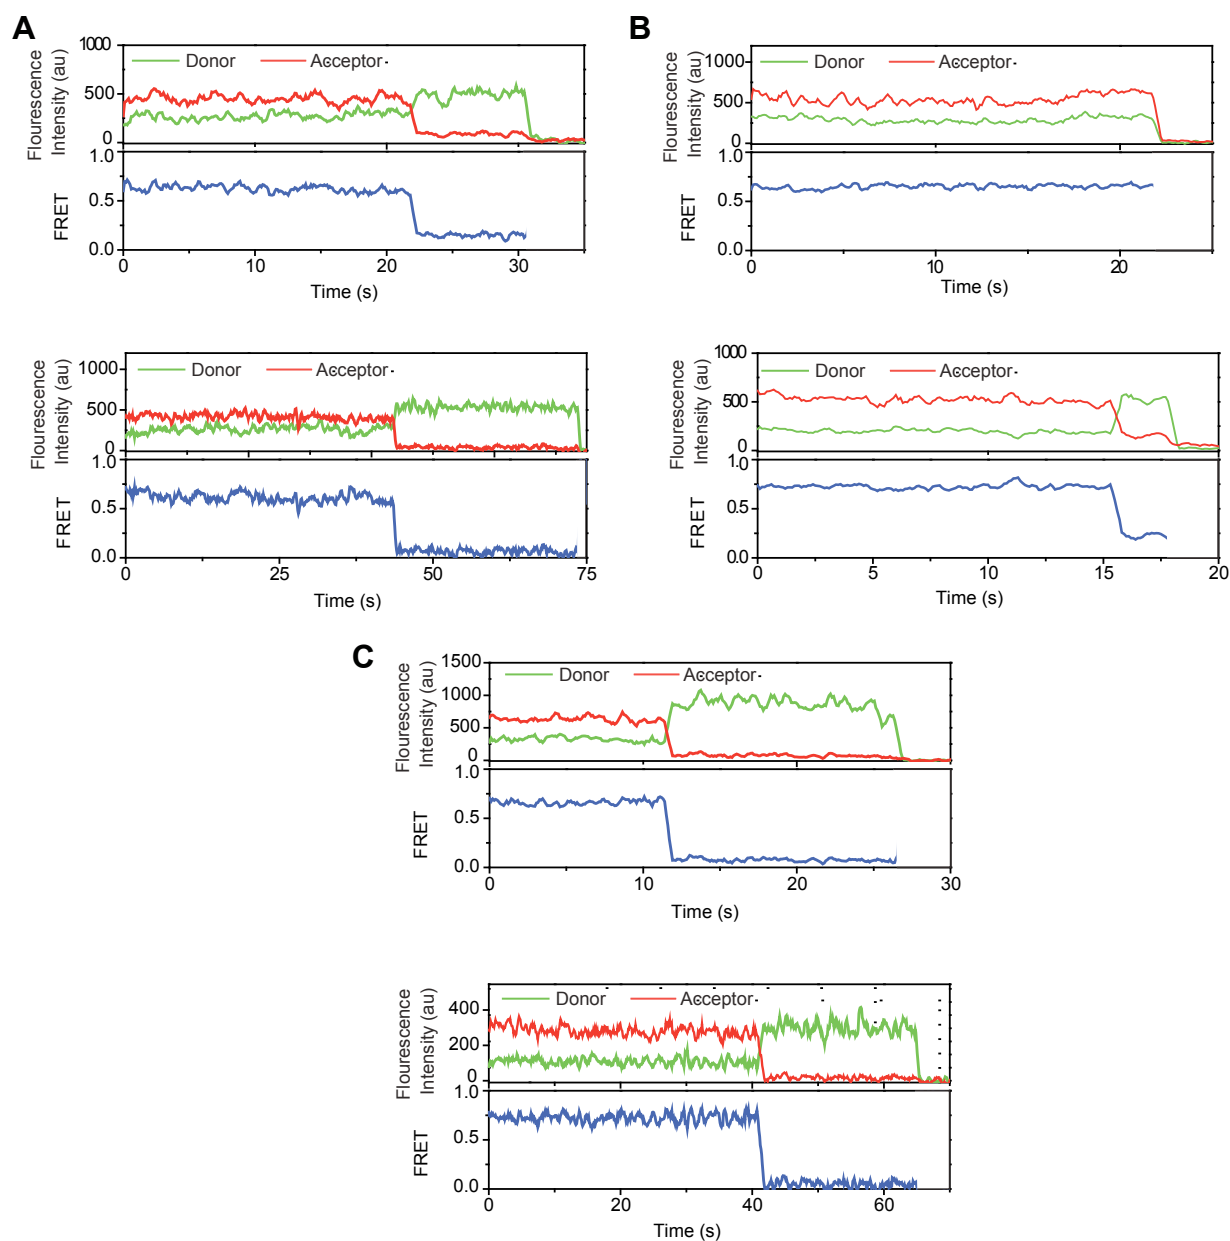 A
Flourescence
Intensity (au)
1000
500
0
Donor
Acceptor
FRET
1.0
0.5
0.0
0 10 20 30
Time (s)
B
Flourescence
Intensity (au)
1000
500
0
Donor
Acceptor
FRET
1.0
0.5
0.0
0 10 20
Time (s)
Flourescence
Intensity (au)
1000
500
0
Donor
Acceptor
FRET
1.0
0.5
0.0
0 25 50 75
Time (s)
Flourescence
Intensity (au)
1000
500
0
Donor
Acceptor
FRET
1.0
0.5
0.0
0 5 10 15 20
Time (s)
C
Flourescence
Intensity (au)
1500
1000
500
0
Donor
Acceptor
FRET
1.0
0.5
0.0
0 10 20 30
Time (s)
Flourescence
Intensity (au)
400
200
0
Donor
Acceptor
FRET
1.0
0.5
0.0
0 20 40 60
Time (s)